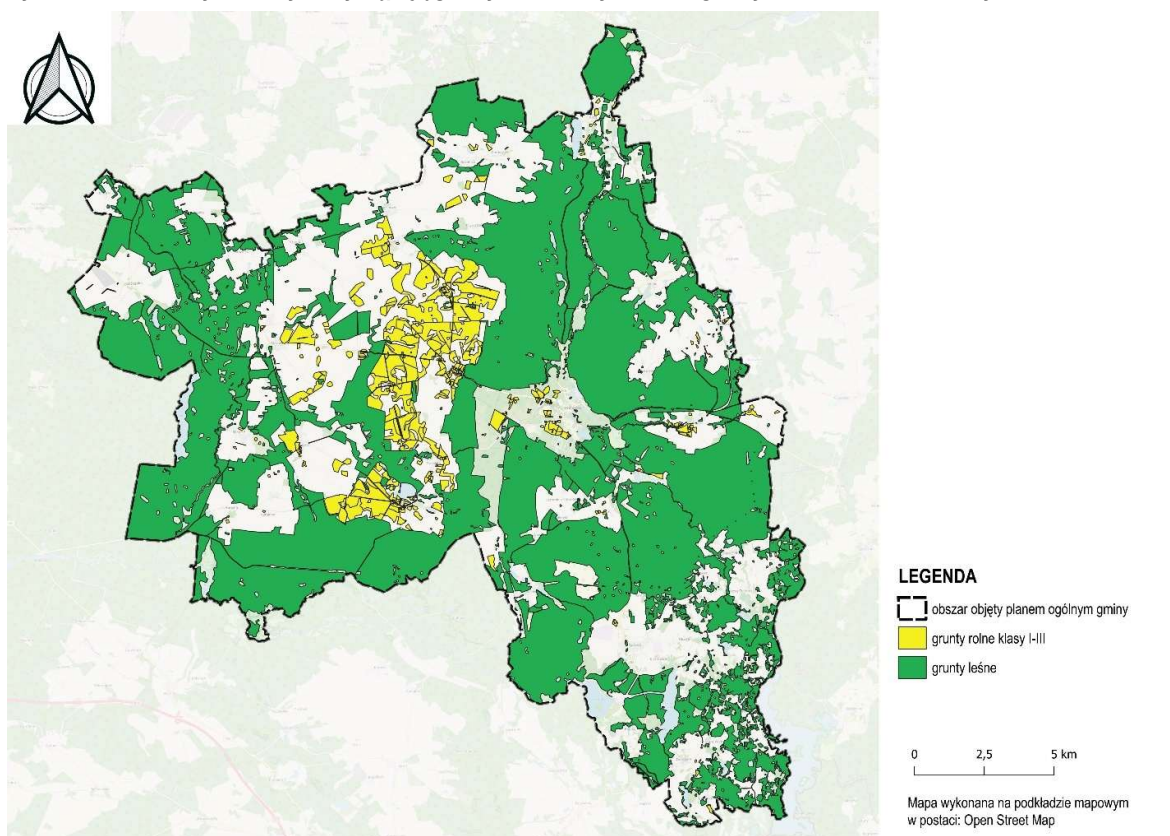 LEGENDA
obszar objęty planem ogólnym gminy
grunty rolne klasy I-III
grunty leśne
0 2,5 5 km
Mapa wykonana na podkładzie mapowym
w postaci: Open Street Map